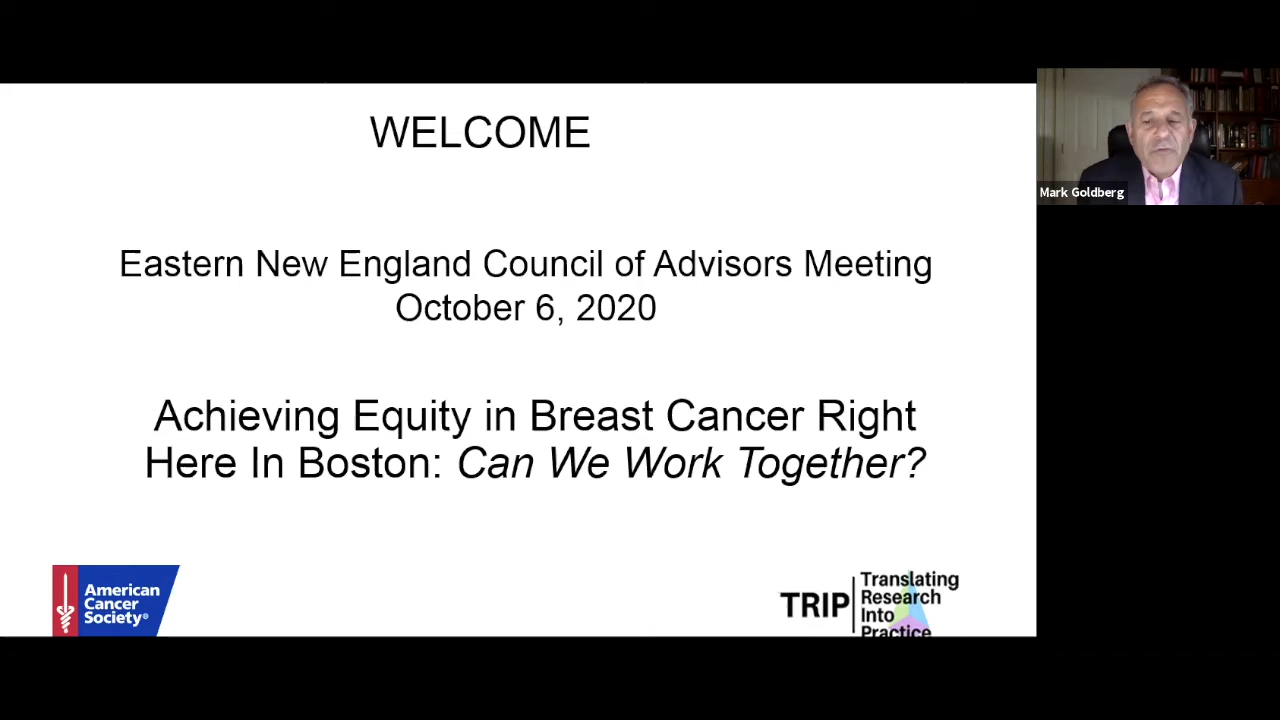 WELCOME
Eastern New England Council of Advisors Meeting
October 6, 2020
Achieving Equity in Breast Cancer Right
Here In Boston: Can We Work Together?
American
Cancer
Society®
TRIP
Translating
Research
Into
Practice
Mark Goldberg